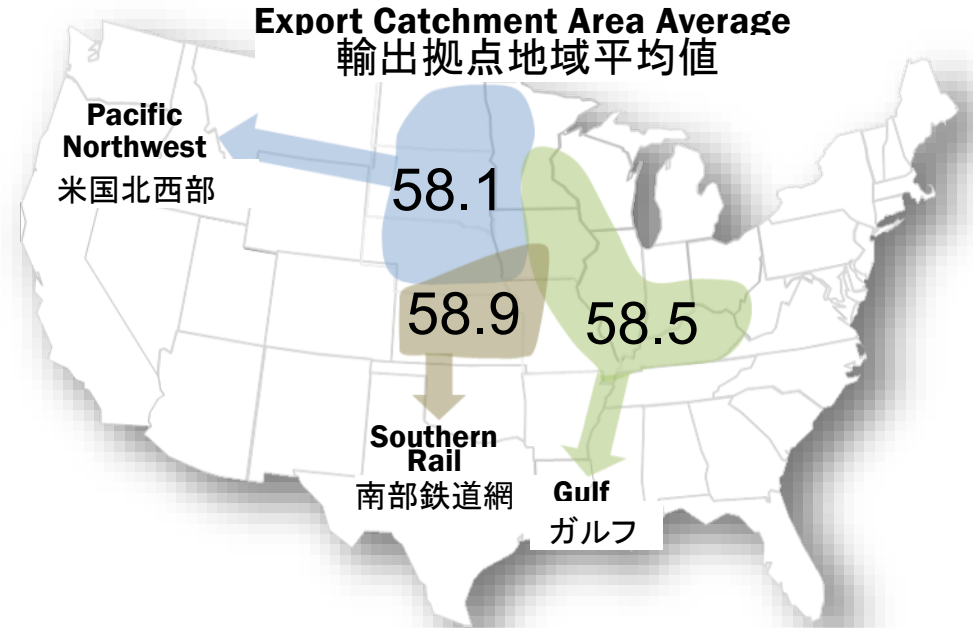 Export Catchment Area Average
輸出拠点地域平均値
Pacific
Northwest
米国北西部
58.1
58.9
58.5
Southern
Rail
南部鉄道網
Gulf
ガルフ